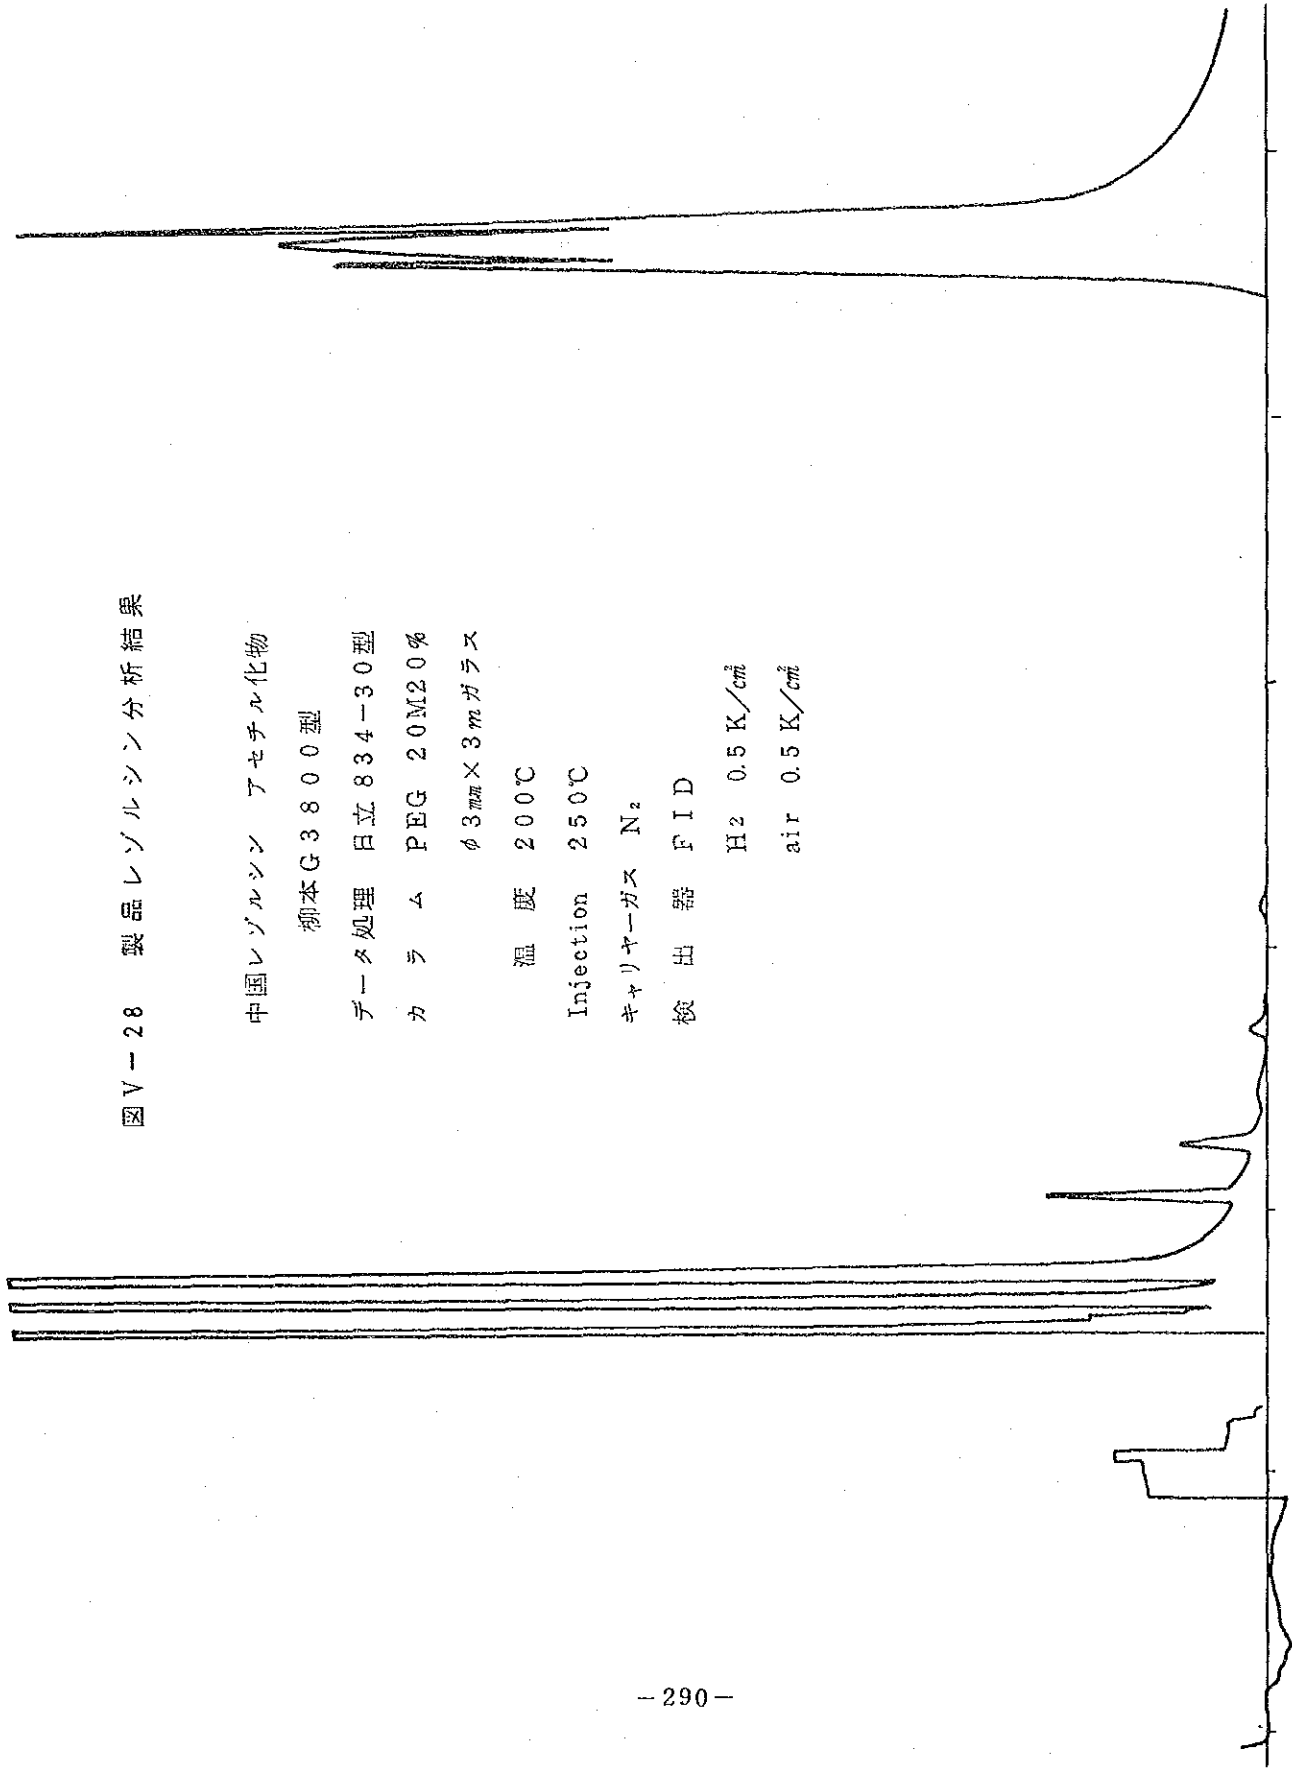 図V-28　製品レゾルシン分析結果
中国レゾルシン　アセチル化物
柳本G3800型
データ処理　日立834-30型
カラム　PEG 20M20%
φ3mm×3mガラス
温度　200℃
Injection　250℃
キャリヤーガス　N₂
検出器　FID
H2　0.5 K/cm²
air　0.5 K/cm²
-290-